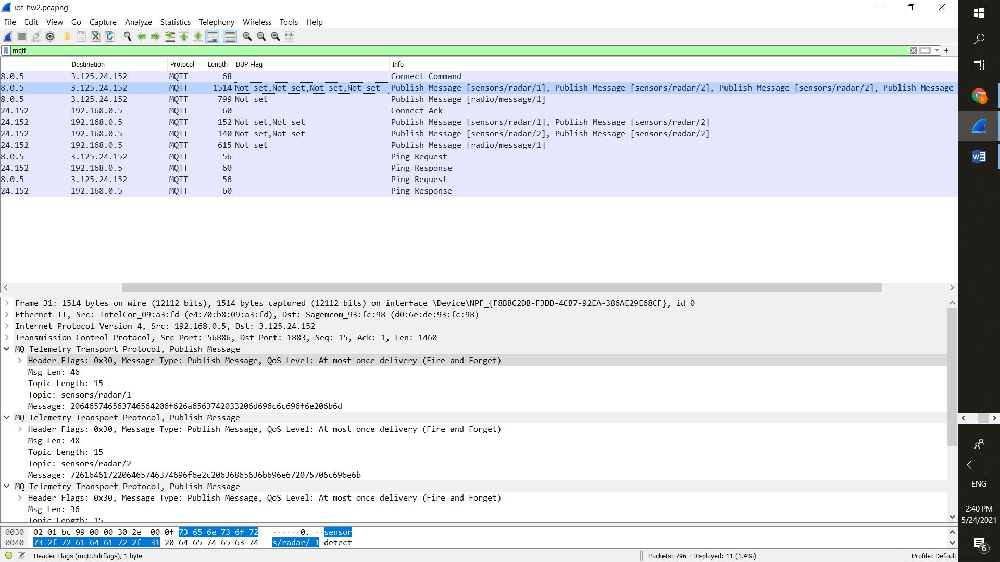 iot-hw2.pcapng
File Edit View Go Capture Analyze Statistics Telephony Wireless Tools Help
mqtt
Destination Protocol Length DUP Flag Info
8.0.5 3.125.24.152 MQTT 68 Connect Command
8.0.5 3.125.24.152 MQTT 1514 Not set,Not set,Not set,Not set Publish Message [sensors/radar/1], Publish Message [sensors/radar/2], Publish Message [sensors/radar/2], Publish Message
8.0.5 3.125.24.152 MQTT 799 Not set Publish Message [radio/message/1]
24.152 192.168.0.5 MQTT 60 Connect Ack
24.152 192.168.0.5 MQTT 152 Not set,Not set Publish Message [sensors/radar/1], Publish Message [sensors/radar/2]
24.152 192.168.0.5 MQTT 140 Not set,Not set Publish Message [sensors/radar/2], Publish Message [sensors/radar/2]
24.152 192.168.0.5 MQTT 615 Not set Publish Message [radio/message/1]
8.0.5 3.125.24.152 MQTT 56 Ping Request
24.152 192.168.0.5 MQTT 60 Ping Response
8.0.5 3.125.24.152 MQTT 56 Ping Request
24.152 192.168.0.5 MQTT 60 Ping Response
Frame 31: 1514 bytes on wire (12112 bits), 1514 bytes captured (12112 bits) on interface \Device\NPF_{F8BBC2DB-F3DD-4CB7-92EA-386AE29E68CF}, id 0
Ethernet II, Src: IntelCor_09:a3:fd (e4:70:b8:09:a3:fd), Dst: Sagemcom_93:fc:98 (d0:6e:de:93:fc:98)
Internet Protocol Version 4, Src: 192.168.0.5, Dst: 3.125.24.152
Transmission Control Protocol, Src Port: 56886, Dst Port: 1883, Seq: 15, Ack: 1, Len: 1460
MQ Telemetry Transport Protocol, Publish Message
Header Flags: 0x30, Message Type: Publish Message, QoS Level: At most once delivery (Fire and Forget)
Msg Len: 46
Topic Length: 15
Topic: sensors/radar/1
Message: 206465746563746564206f626a6563742033206d696c6c696f6e206b6d
MQ Telemetry Transport Protocol, Publish Message
Header Flags: 0x30, Message Type: Publish Message, QoS Level: At most once delivery (Fire and Forget)
Msg Len: 48
Topic Length: 15
Topic: sensors/radar/2
Message: 7261646172206465746374696f6e2c20636865636b696e672075706c696e6b
MQ Telemetry Transport Protocol, Publish Message
Header Flags: 0x30, Message Type: Publish Message, QoS Level: At most once delivery (Fire and Forget)
Msg Len: 36
Topic Length: 15
0030 02 01 bc 99 00 00 30 2e 00 0f 73 65 6e 73 6f 72 ······0. ··sensor
0040 73 2f 72 61 64 61 72 2f 31 20 64 65 74 65 63 74 s/radar/ 1 detect
Header Flags (mqtt.hdrflags), 1 byte
Packets: 796 · Displayed: 11 (1.4%)
Profile: Default
k
W
ENG
2:40 PM
5/24/2021
6